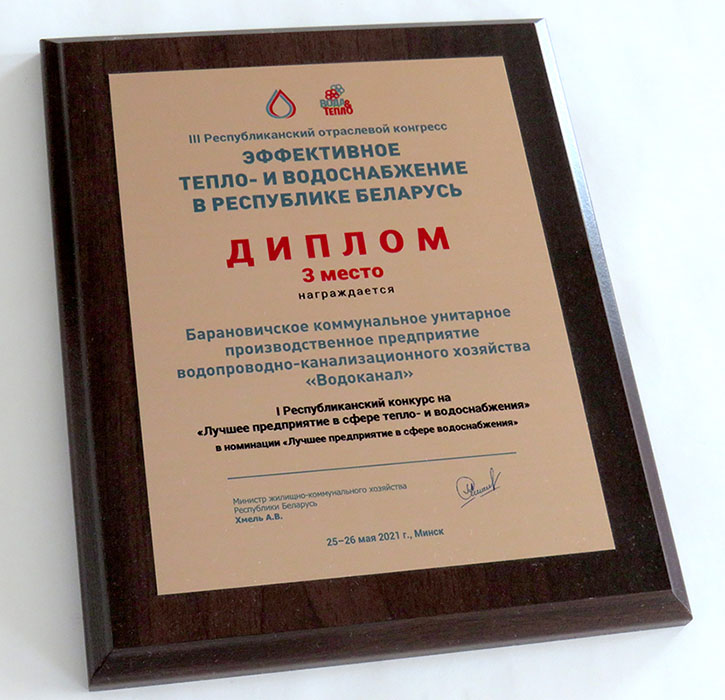 ВОДА&
ТЕПЛО
III Республиканский отраслевой конгресс
ЭФФЕКТИВНОЕ
ТЕПЛО- И ВОДОСНАБЖЕНИЕ
В РЕСПУБЛИКЕ БЕЛАРУСЬ
ДИПЛОМ
3 место
награждается
Барановичское коммунальное унитарное
производственное предприятие
водопроводно-канализационного хозяйства
«Водоканал»
I Республиканский конкурс на
«Лучшее предприятие в сфере тепло- и водоснабжения»
в номинации «Лучшее предприятие в сфере водоснабжения»
Министр жилищно-коммунального хозяйства
Республики Беларусь
Хмель А.В.
25–26 мая 2021 г., Минск